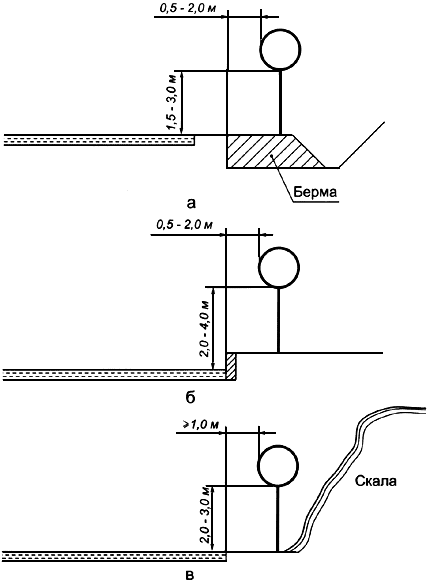 0,5 - 2,0 м
1,5 - 3,0 м
Берма
а
0,5 - 2,0 м
2,0 - 4,0 м
б
≥1,0 м
2,0 - 3,0 м
Скала
в